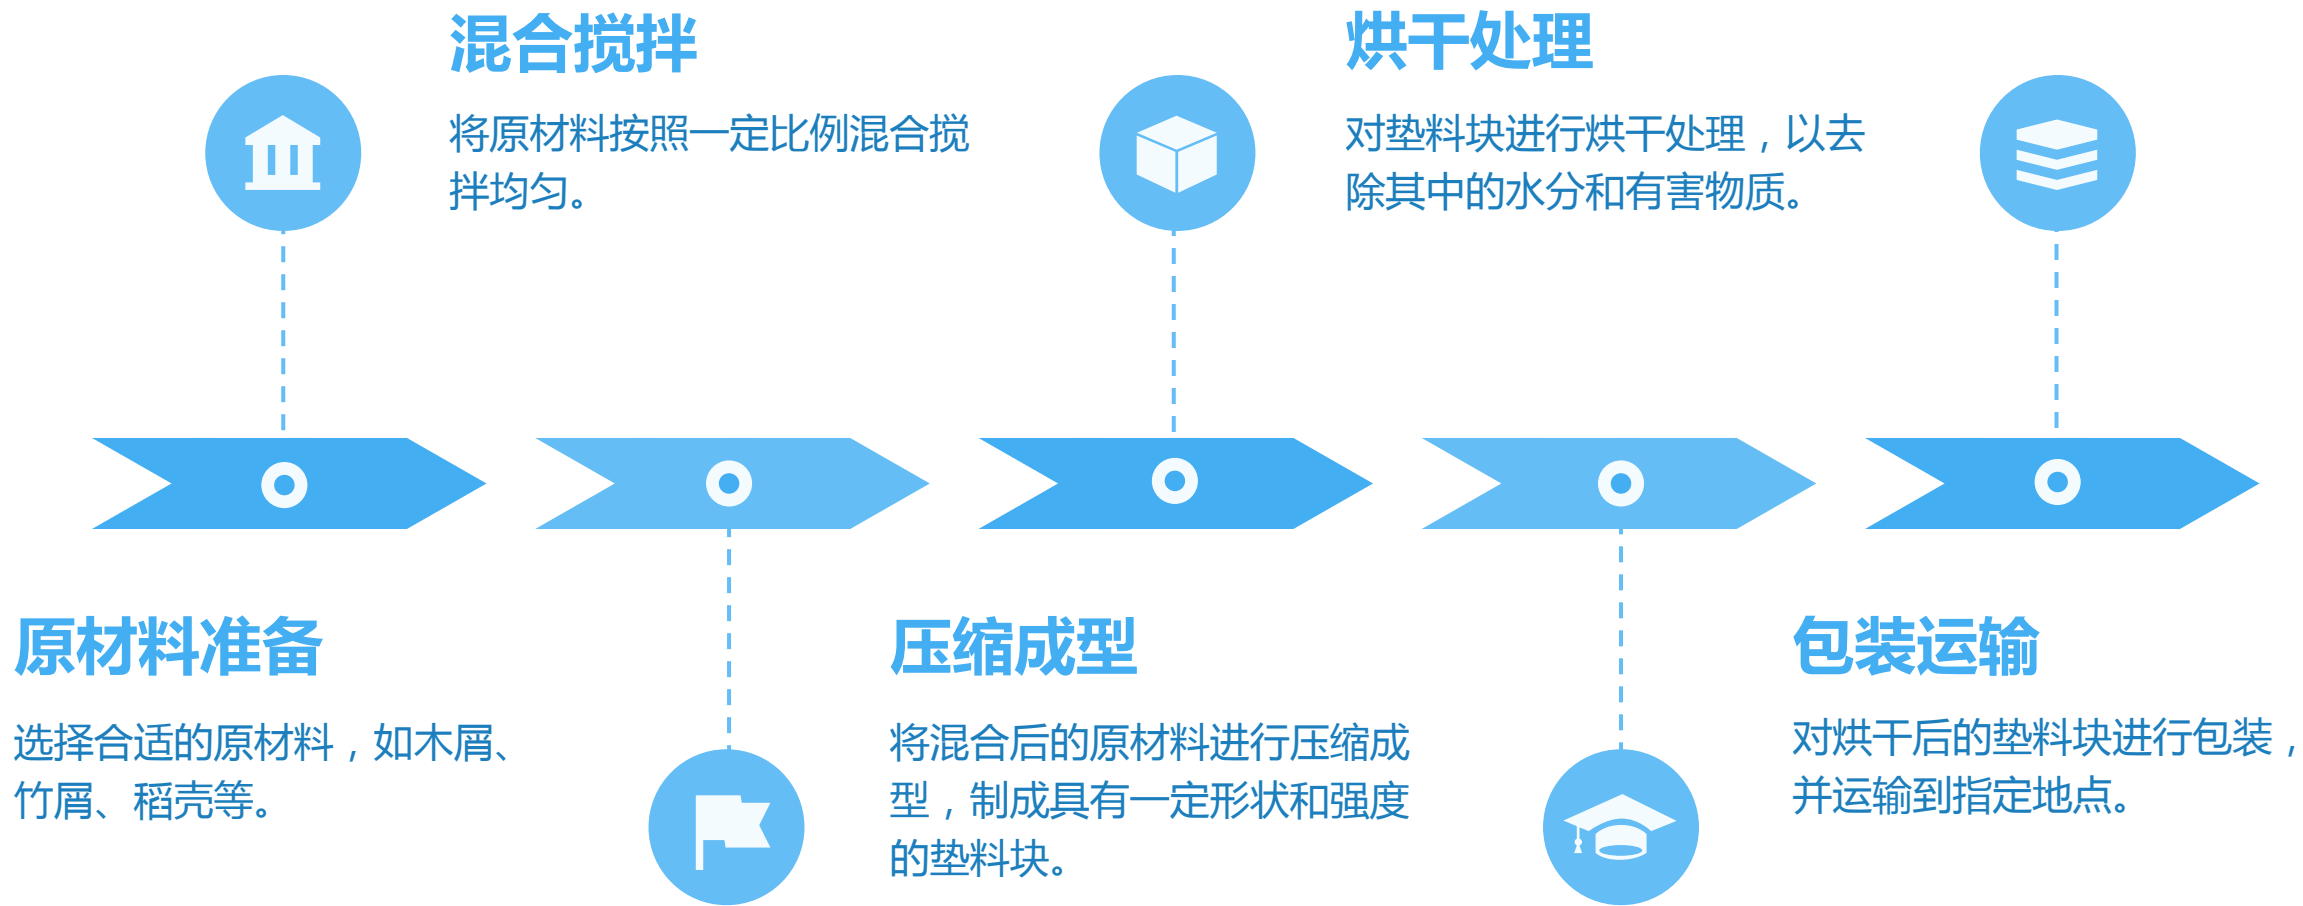 原材料准备
选择合适的原材料，如木屑、
竹屑、稻壳等。
混合搅拌
将原材料按照一定比例混合搅
拌均匀。
压缩成型
将混合后的原材料进行压缩成
型，制成具有一定形状和强度
的垫料块。
烘干处理
对垫料块进行烘干处理，以去
除其中的水分和有害物质。
包装运输
对烘干后的垫料块进行包装，
并运输到指定地点。